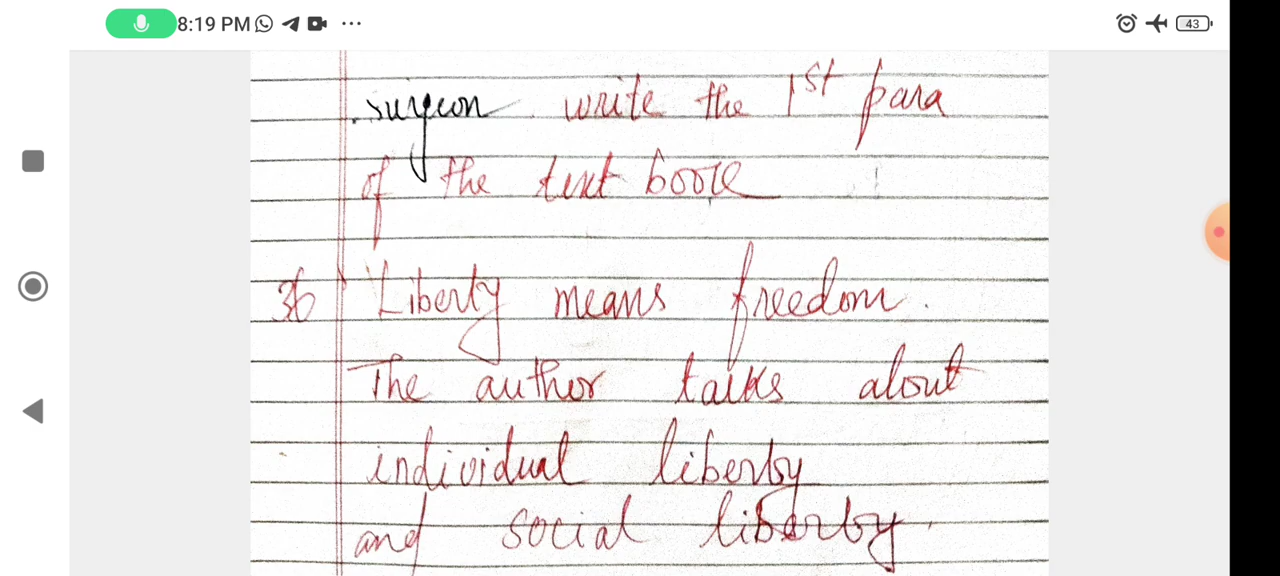 8:19 PM
43
.surgeon. write the 1st para
of the text book
36) Liberty means freedom.
The author talks about
individual liberty
and social liberty.